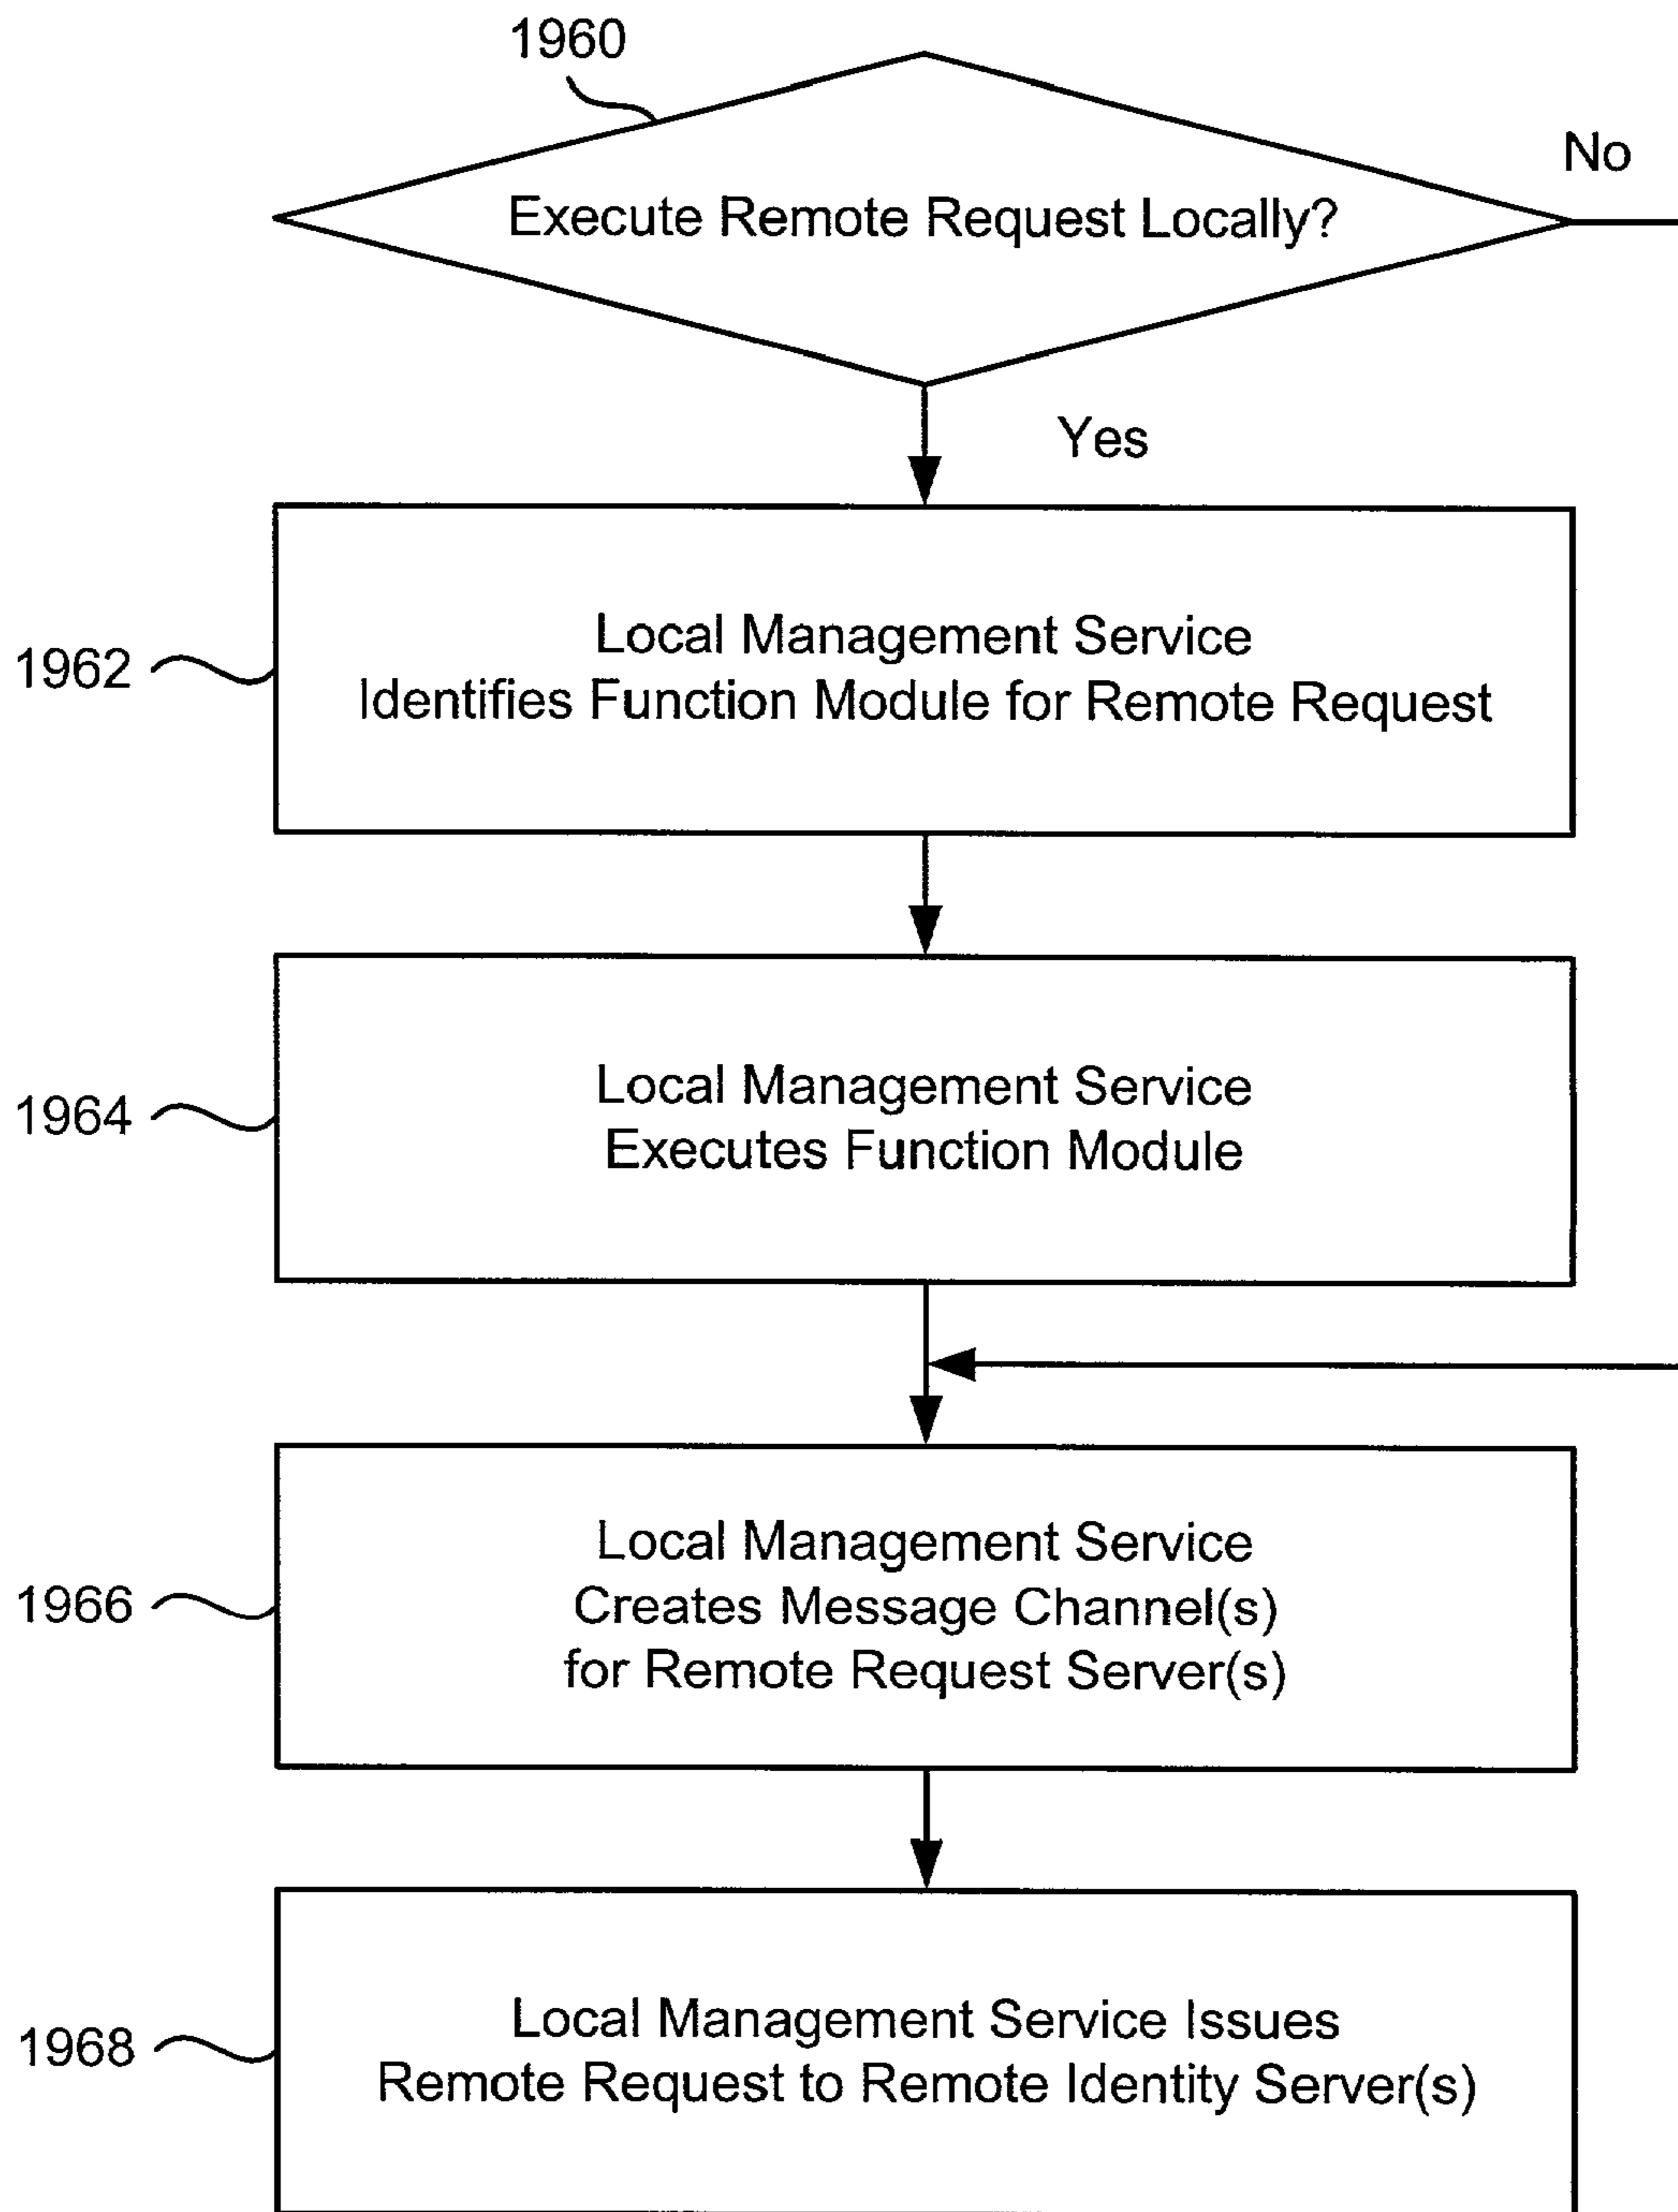 1960
No
Execute Remote Request Locally?
Yes
Local Management Service
Identifies Function Module for Remote Request
1962
Local Management Service
Executes Function Module
1964
Local Management Service
Creates Message Channel(s)
for Remote Request Server(s)
1966
Local Management Service Issues
Remote Request to Remote Identity Server(s)
1968